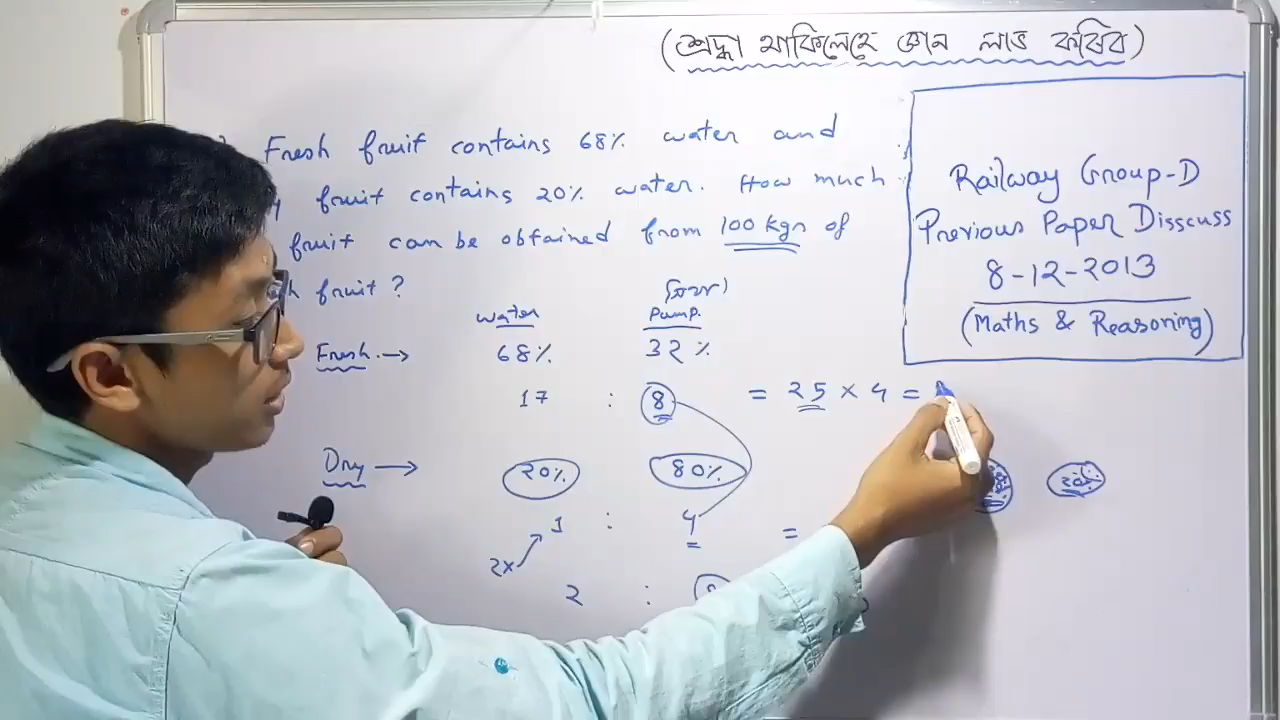 (শ্রদ্ধা থাকিলেহে জ্ঞান লাভ কৰিব)
Fresh fruit contains 68% water and
fruit contains 20% water. How much
fruit can be obtained from 100 kgn of
fruit?
Railway Group-D
Previous Paper Disscuss
8-12-2013
(Maths & Reasoning)
water Pump.
Fresh → 68% 32%
17 : 8 = 25 × 4 =
Dry → 20% 80%
1 : 4 =
2x
2 :